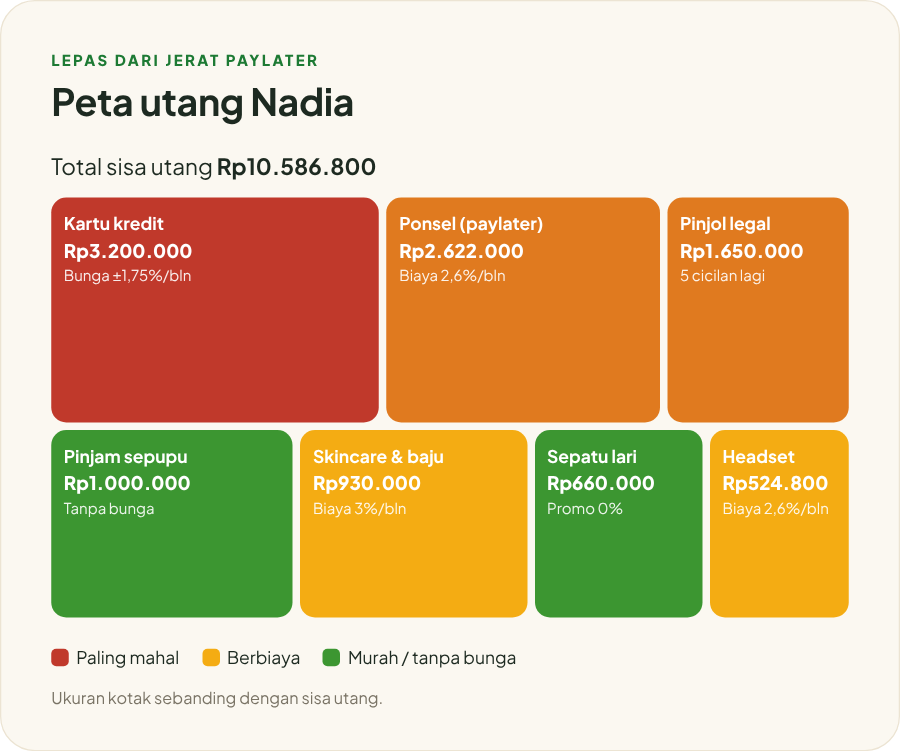 LEPAS DARI JERAT PAYLATER
Peta utang Nadia
Total sisa utang Rp10.586.800
Kartu kredit
Rp3.200.000
Bunga ±1,75%/bln
Ponsel (paylater)
Rp2.622.000
Biaya 2,6%/bln
Pinjol legal
Rp1.650.000
5 cicilan lagi
Pinjam sepupu
Rp1.000.000
Tanpa bunga
Skincare & baju
Rp930.000
Biaya 3%/bln
Sepatu lari
Rp660.000
Promo 0%
Headset
Rp524.800
Biaya 2,6%/bln
Paling mahal
Berbiaya
Murah / tanpa bunga
Ukuran kotak sebanding dengan sisa utang.